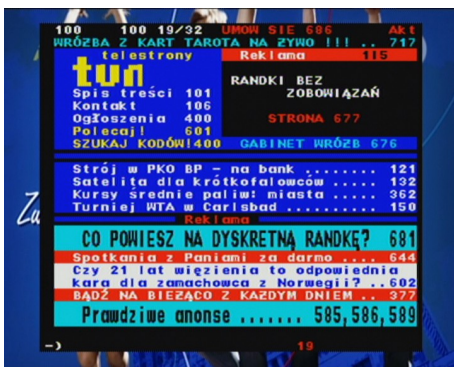 100 100 19/32 UMOW SIE 686 Akt
WRÓŻBA Z KART TAROTA NA ZYWO !!! .. 717
telestrony
tvn
Spis treści 101
Kontakt 106
Ogłoszenia 400
Polecaj! 601
SZUKAJ KODÓW!400
Reklama 115
RANDKI BEZ
ZOBOWIĄZAŃ
STRONA 677
GABINET WRÓŻB 676
Strój w PKO BP - na bank ........ 121
Satelita dla krótkofalowców ..... 132
Kursy średnie paliw: miasta ..... 362
Turniej WTA w Carlsbad .......... 150
Reklama
CO POWIESZ NA DYSKRETNĄ RANDKĘ? 681
Spotkania z Paniami za darmo .... 644
Czy 21 lat więzienia to odpowiednia
kara dla zamachowca z Norwegii? ..602
BĄDŹ NA BIEŻĄCO Z KAŻDYM DNIEM .. 377
Prawdziwe anonse ....... 585,586,589
—) 19